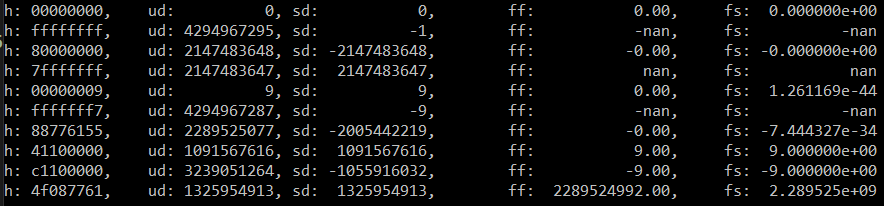 h: 00000000, ud: 0, sd: 0, ff: 0.00, fs: 0.000000e+00
h: ffffffff, ud: 4294967295, sd: -1, ff: -nan, fs: -nan
h: 80000000, ud: 2147483648, sd: -2147483648, ff: -0.00, fs: -0.000000e+00
h: 7fffffff, ud: 2147483647, sd: 2147483647, ff: nan, fs: nan
h: 00000009, ud: 9, sd: 9, ff: 0.00, fs: 1.261169e-44
h: fffffff7, ud: 4294967287, sd: -9, ff: -nan, fs: -nan
h: 88776155, ud: 2289525077, sd: -2005442219, ff: -0.00, fs: -7.444327e-34
h: 41100000, ud: 1091567616, sd: 1091567616, ff: 9.00, fs: 9.000000e+00
h: c1100000, ud: 3239051264, sd: -1055916032, ff: -9.00, fs: -9.000000e+00
h: 4f087761, ud: 1325954913, sd: 1325954913, ff: 2289524992.00, fs: 2.289525e+09